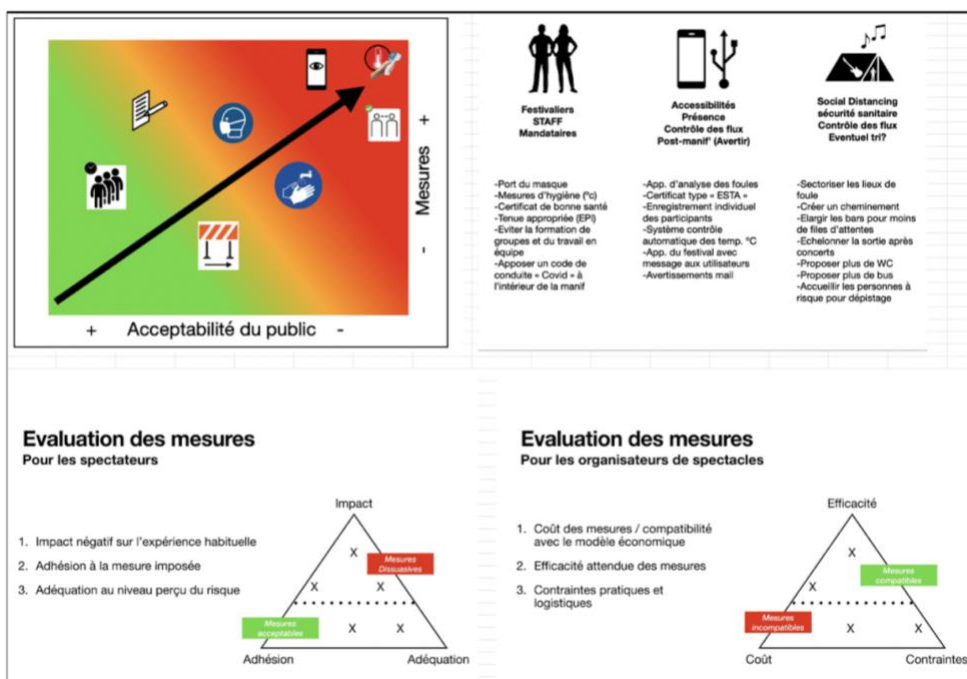 Mesures
- +
+ Acceptabilité du public -
Festivaliers
STAFF
Mandataires
-Port du masque
-Mesures d'hygiène (°c)
-Certificat de bonne santé
-Tenue appropriée (EPI)
-Eviter la formation de
groupes et du travail en
équipe
-Apposer un code de
conduite « Covid » à
l'intérieur de la manif
Accessibilités
Présence
Contrôle des flux
Post-manif' (Avertir)
-App. d'analyse des foules
-Certificat type « ESTA »
-Enregistrement individuel
des participants
-Système contrôle
automatique des temp. °C
-App. du festival avec
message aux utilisateurs
-Avertissements mail
Social Distancing
sécurité sanitaire
Contrôle des flux
Eventuel tri?
-Sectoriser les lieux de
foule
-Créer un cheminement
-Elargir les bars pour moins
de files d'attentes
-Echelonner la sortie après
concerts
-Proposer plus de WC
-Proposer plus de bus
-Accueillir les personnes à
risque pour dépistage
Evaluation des mesures
Pour les spectateurs
1. Impact négatif sur l'expérience habituelle
2. Adhésion à la mesure imposée
3. Adéquation au niveau perçu du risque
Impact
X
Mesures
Dissuasives
X X
Mesures
acceptables
X X
Adhésion Adéquation
Evaluation des mesures
Pour les organisateurs de spectacles
1. Coût des mesures / compatibilité
avec le modèle économique
2. Efficacité attendue des mesures
3. Contraintes pratiques et
logistiques
Efficacité
X
Mesures
compatibles
X
Mesures
incompatibles
X X
Coût Contraintes